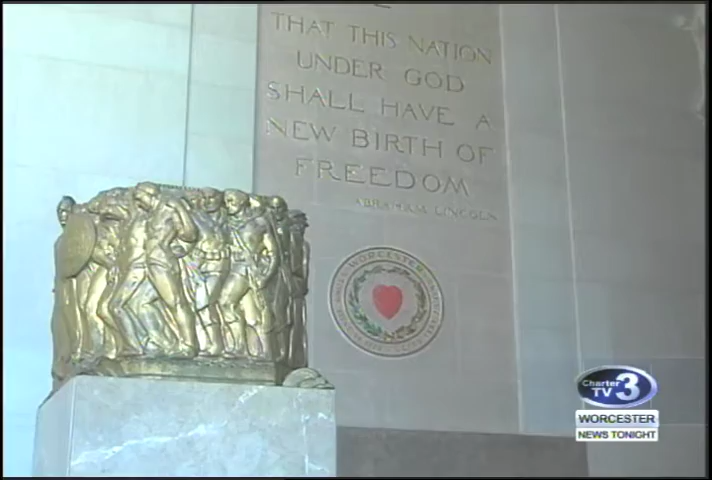 THAT THIS NATION
UNDER GOD
SHALL HAVE A
NEW BIRTH OF
FREEDOM
ABRAHAM LINCOLN
WORCESTER
Charter
TV3
WORCESTER
NEWS TONIGHT